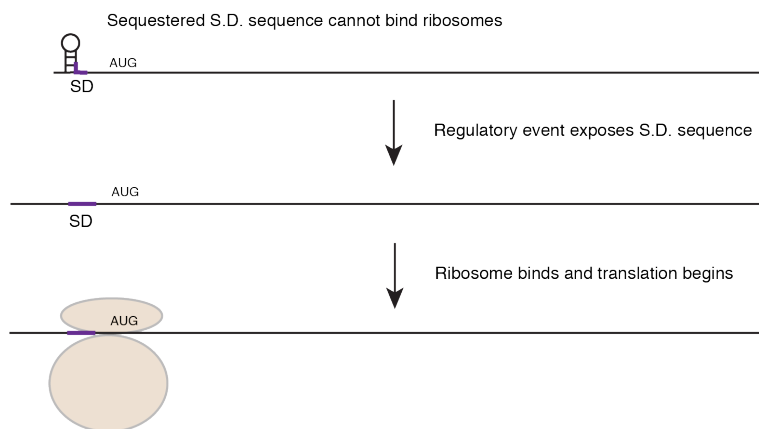 Sequestered S.D. sequence cannot bind ribosomes
AUG
SD
Regulatory event exposes S.D. sequence
AUG
SD
Ribosome binds and translation begins
AUG